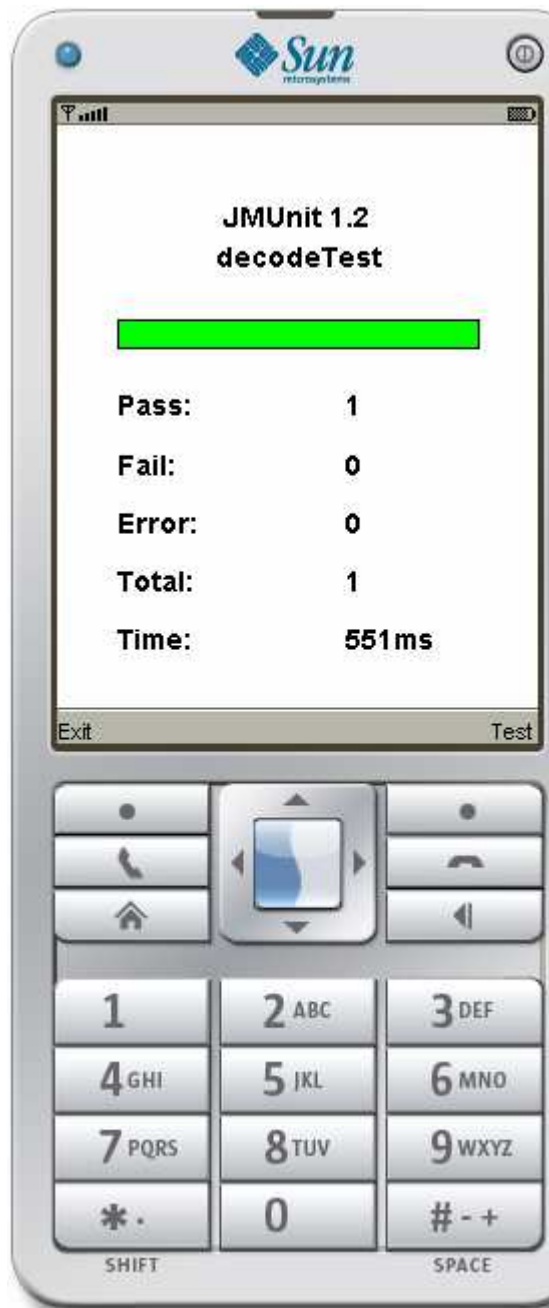 Sun
microsystems
JMUnit 1.2
decodeTest
Pass: 1
Fail: 0
Error: 0
Total: 1
Time: 551ms
Exit Test
1 2 ABC 3 DEF
4 GHI 5 JKL 6 MNO
7 PQRS 8 TUV 9 WXYZ
* . 0 # - +
SHIFT SPACE